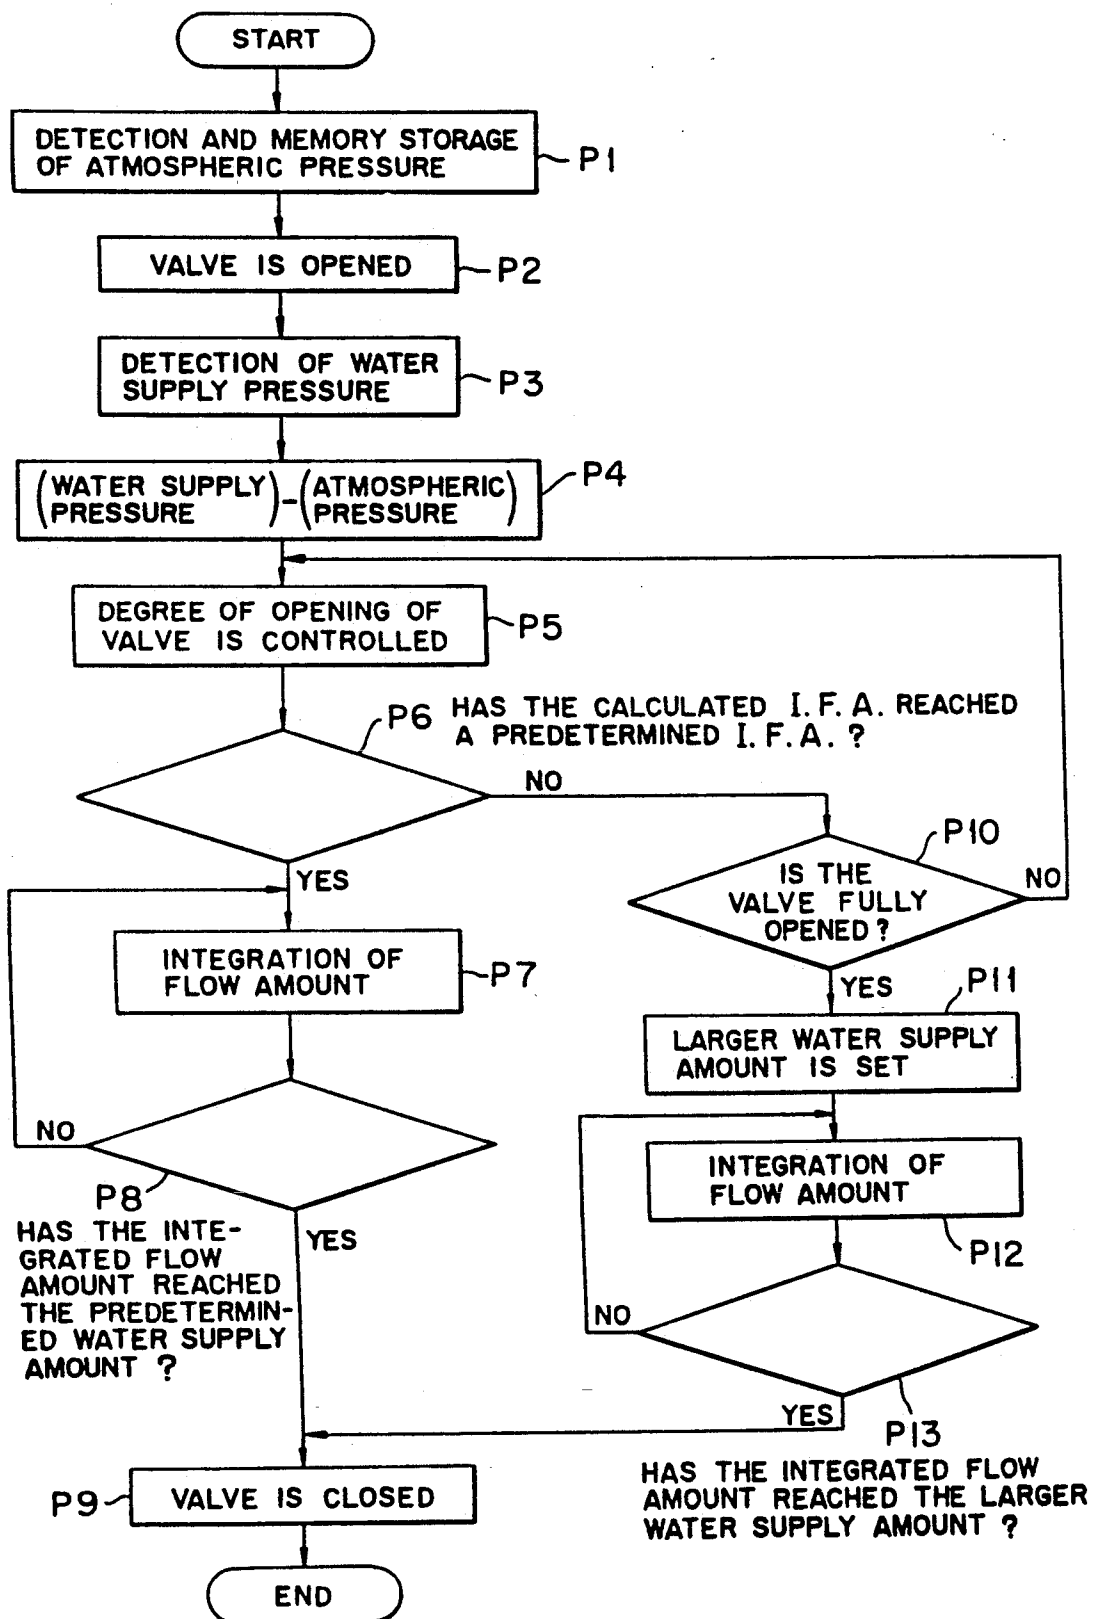 START
DETECTION AND MEMORY STORAGE
OF ATMOSPHERIC PRESSURE
P1
VALVE IS OPENED
P2
DETECTION OF WATER
SUPPLY PRESSURE
P3
(WATER SUPPLY PRESSURE) - (ATMOSPHERIC PRESSURE)
P4
DEGREE OF OPENING OF
VALVE IS CONTROLLED
P5
P6
HAS THE CALCULATED I.F.A. REACHED
A PREDETERMINED I.F.A. ?
NO
YES
P10
IS THE
VALVE FULLY
OPENED?
NO
YES
INTEGRATION OF
FLOW AMOUNT
P7
P11
LARGER WATER SUPPLY
AMOUNT IS SET
NO
P8
HAS THE INTE-
GRATED FLOW
AMOUNT REACHED
THE PREDETERMIN-
ED WATER SUPPLY
AMOUNT ?
YES
INTEGRATION OF
FLOW AMOUNT
P12
NO
YES
P13
HAS THE INTEGRATED FLOW
AMOUNT REACHED THE LARGER
WATER SUPPLY AMOUNT ?
P9
VALVE IS CLOSED
END